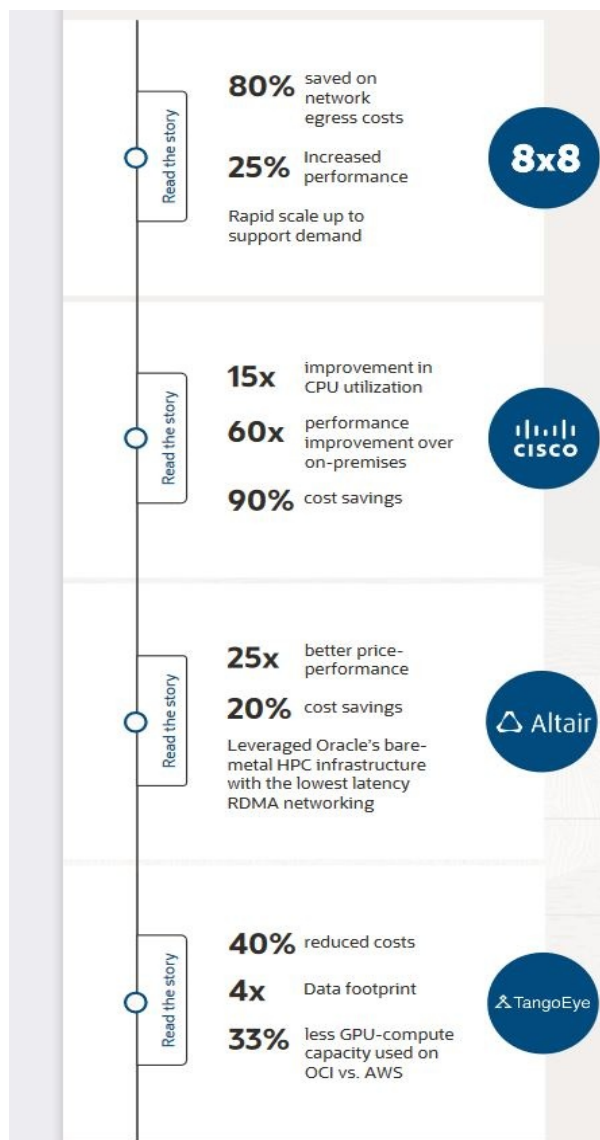 80% saved on
network
egress costs
Read the story
25% Increased
performance
8x8
Rapid scale up to
support demand
15x improvement in
CPU utilization
Read the story
60x performance
improvement over
on-premises
CISCO
90% cost savings
25x better price-
performance
Read the story
20% cost savings
Altair
Leveraged Oracle's bare-
metal HPC infrastructure
with the lowest latency
RDMA networking
40% reduced costs
Read the story
4x Data footprint
TangoEye
33% less GPU-compute
capacity used on
OCI vs. AWS